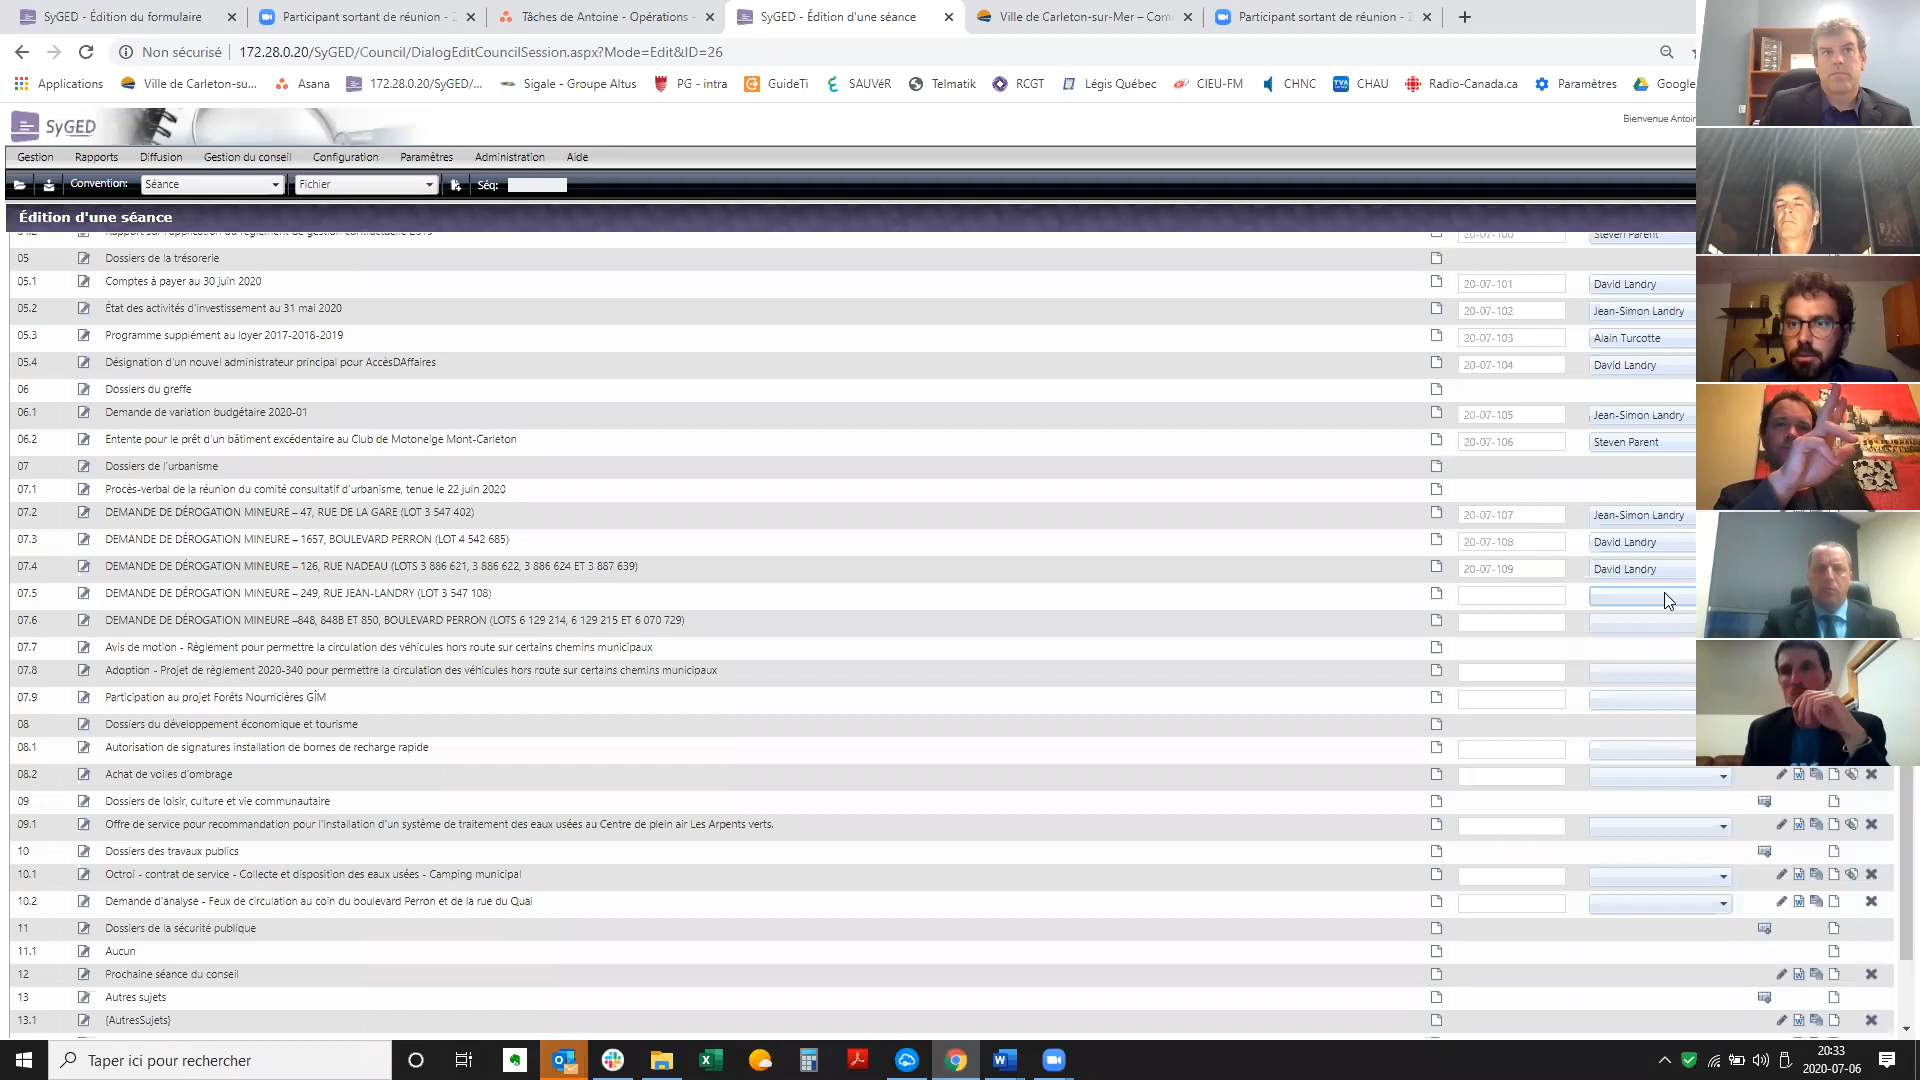 SyGED - Édition du formulaire
Participant sortant de réunion - Z
Tâches de Antoine - Opérations
SyGED - Édition d'une séance
Ville de Carleton-sur-Mer – Com
Participant sortant de réunion - Z
Non sécurisé
172.28.0.20/SyGED/Council/DialogEditCouncilSession.aspx?Mode=Edit&ID=26
Applications
Ville de Carleton-su...
Asana
172.28.0.20/SyGED/...
Sigale - Groupe Altus
PG - intra
GuideTi
SAUVéR
Telmatik
RCGT
Légis Québec
CIEU-FM
CHNC
CHAU
Radio-Canada.ca
Paramètres
Google
SyGED
Bienvenue Antoin
Gestion
Rapports
Diffusion
Gestion du conseil
Configuration
Paramètres
Administration
Aide
Convention:
Séance
Fichier
Séq:
Édition d'une séance
04.2 Rapport sur l'application du règlement de gestion contractuelle 2019 20-07-100 Steven Parent
05 Dossiers de la trésorerie
05.1 Comptes à payer au 30 juin 2020 20-07-101 David Landry
05.2 État des activités d'investissement au 31 mai 2020 20-07-102 Jean-Simon Landry
05.3 Programme supplément au loyer 2017-2018-2019 20-07-103 Alain Turcotte
05.4 Désignation d'un nouvel administrateur principal pour AccèsDAffaires 20-07-104 David Landry
06 Dossiers du greffe
06.1 Demande de variation budgétaire 2020-01 20-07-105 Jean-Simon Landry
06.2 Entente pour le prêt d'un bâtiment excédentaire au Club de Motoneige Mont-Carleton 20-07-106 Steven Parent
07 Dossiers de l'urbanisme
07.1 Procès-verbal de la réunion du comité consultatif d'urbanisme, tenue le 22 juin 2020
07.2 DEMANDE DE DÉROGATION MINEURE – 47, RUE DE LA GARE (LOT 3 547 402) 20-07-107 Jean-Simon Landry
07.3 DEMANDE DE DÉROGATION MINEURE – 1657, BOULEVARD PERRON (LOT 4 542 685) 20-07-108 David Landry
07.4 DEMANDE DE DÉROGATION MINEURE – 126, RUE NADEAU (LOTS 3 886 621, 3 886 622, 3 886 624 ET 3 887 639) 20-07-109 David Landry
07.5 DEMANDE DE DÉROGATION MINEURE – 249, RUE JEAN-LANDRY (LOT 3 547 108)
07.6 DEMANDE DE DÉROGATION MINEURE –848, 848B ET 850, BOULEVARD PERRON (LOTS 6 129 214, 6 129 215 ET 6 070 729)
07.7 Avis de motion - Règlement pour permettre la circulation des véhicules hors route sur certains chemins municipaux
07.8 Adoption - Projet de règlement 2020-340 pour permettre la circulation des véhicules hors route sur certains chemins municipaux
07.9 Participation au projet Forêts Nourricières GÎM
08 Dossiers du développement économique et tourisme
08.1 Autorisation de signatures installation de bornes de recharge rapide
08.2 Achat de voiles d'ombrage
09 Dossiers de loisir, culture et vie communautaire
09.1 Offre de service pour recommandation pour l'installation d'un système de traitement des eaux usées au Centre de plein air Les Arpents verts.
10 Dossiers des travaux publics
10.1 Octroi - contrat de service - Collecte et disposition des eaux usées - Camping municipal
10.2 Demande d'analyse - Feux de circulation au coin du boulevard Perron et de la rue du Quai
11 Dossiers de la sécurité publique
11.1 Aucun
12 Prochaine séance du conseil
13 Autres sujets
13.1 {AutresSujets}
Taper ici pour rechercher
20:33
2020-07-06